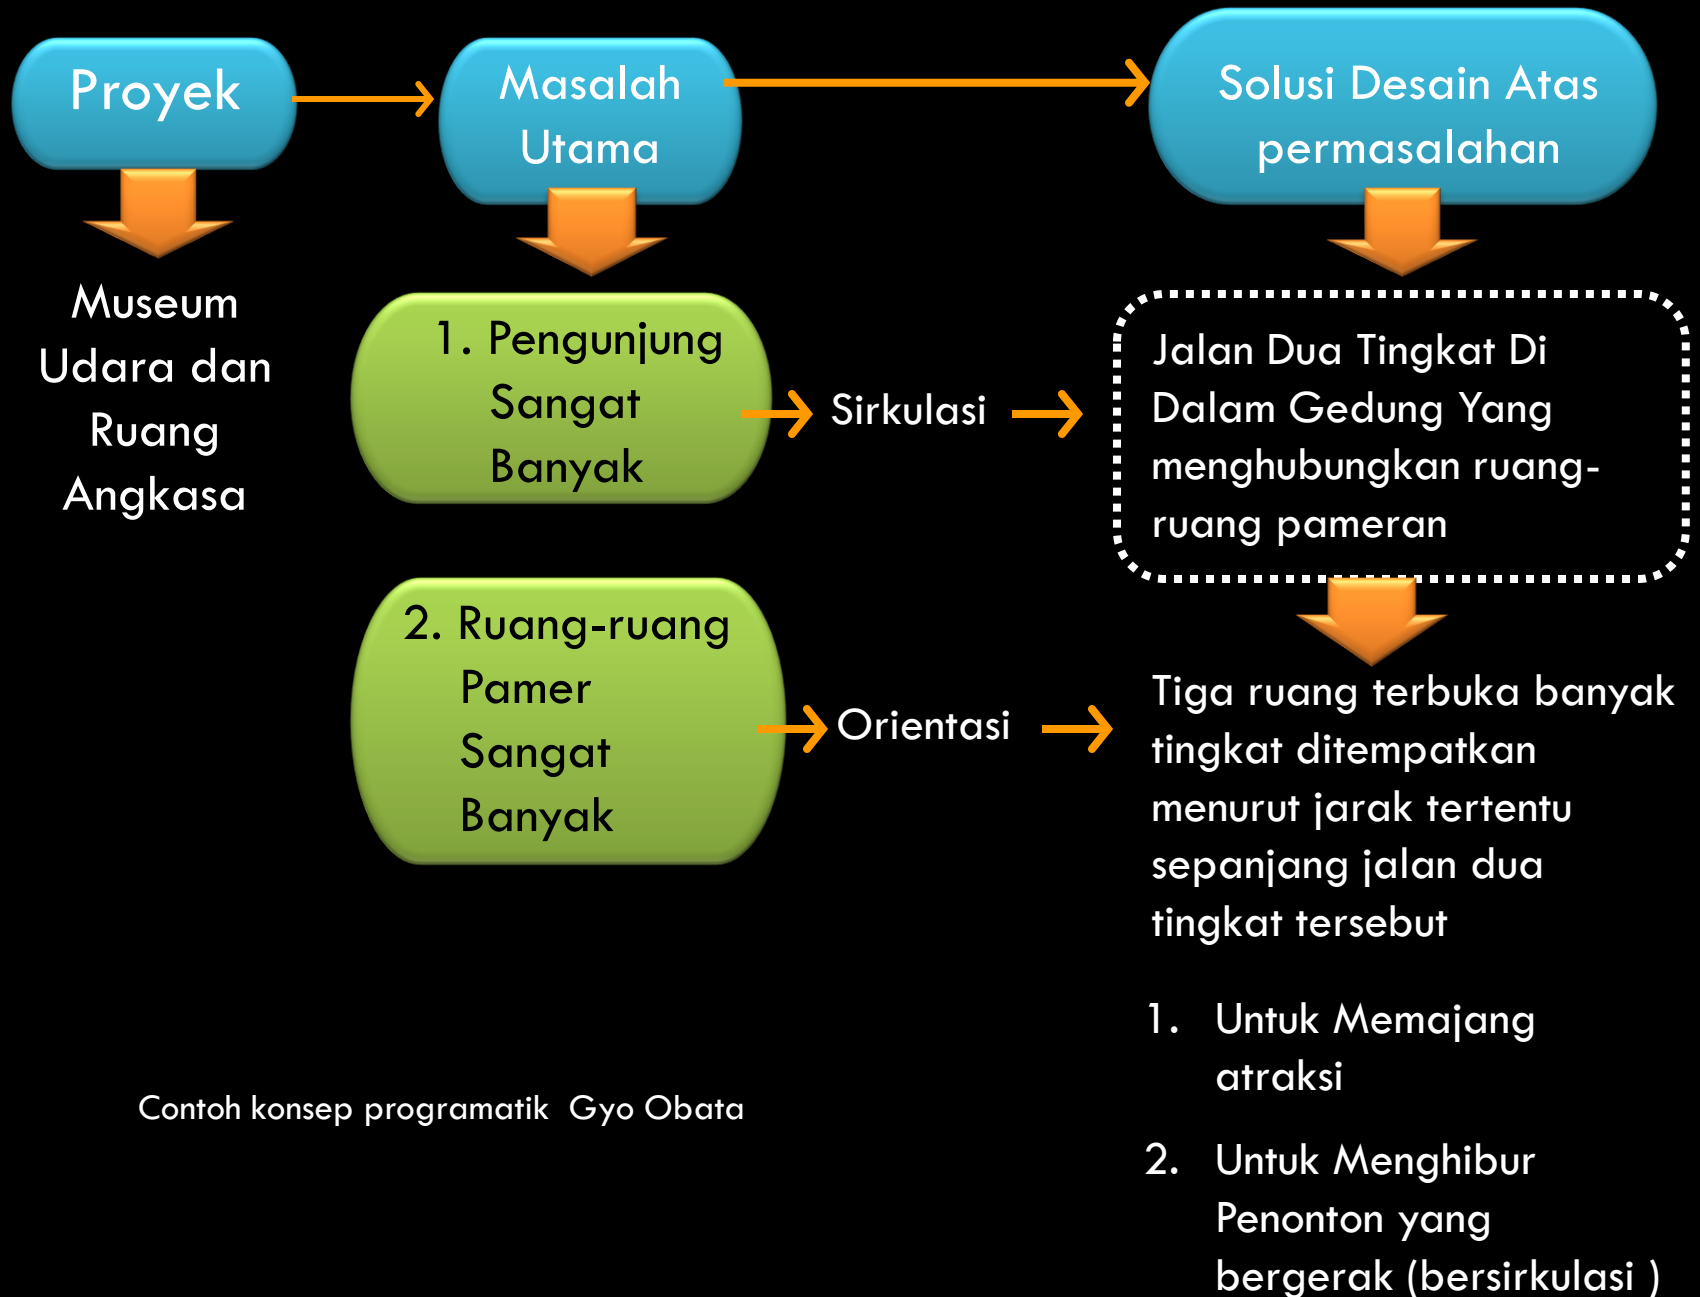 Proyek
Masalah
Utama
Solusi Desain Atas
permasalahan
Museum
Udara dan
Ruang
Angkasa
1. Pengunjung
Sangat
Banyak
Sirkulasi
Jalan Dua Tingkat Di
Dalam Gedung Yang
menghubungkan ruang-
ruang pameran
2. Ruang-ruang
Pamer
Sangat
Banyak
Orientasi
Tiga ruang terbuka banyak
tingkat ditempatkan
menurut jarak tertentu
sepanjang jalan dua
tingkat tersebut
1. Untuk Memajang
atraksi
2. Untuk Menghibur
Penonton yang
bergerak (bersirkulasi )
Contoh konsep programatik Gyo Obata